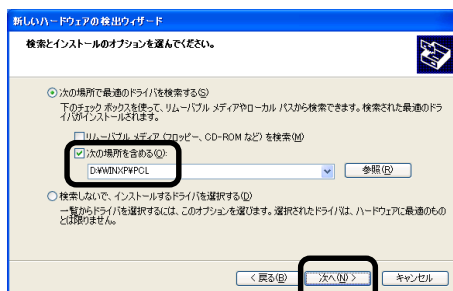 新しいハードウェアの検出ウィザード
検索とインストールのオプションを選んでください。
次の場所で最適のドライバを検索する(S)
下のチェック ボックスを使って、リムーバブル メディアやローカル パスから検索できます。検索された最適のドラ
イバがインストールされます。
リムーバブル メディア (フロッピー、CD-ROM など) を検索(M)
次の場所を含める(O):
D:¥WINXP¥PCL
参照(R)
検索しないで、インストールするドライバを選択する(D)
一覧からドライバを選択するには、このオプションを選びます。選択されたドライバは、ハードウェアに最適のもの
とは限りません。
< 戻る(B)
次へ(N) >
キャンセル